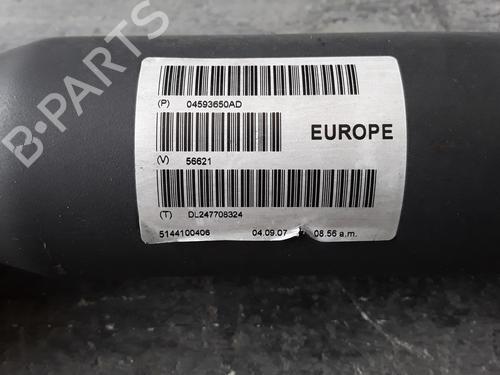 B-PARTS
(P) 04593650AD
EUROPE
(V) 56621
(T) DL247708324
5144100406 04.09.07 08.56 a.m.